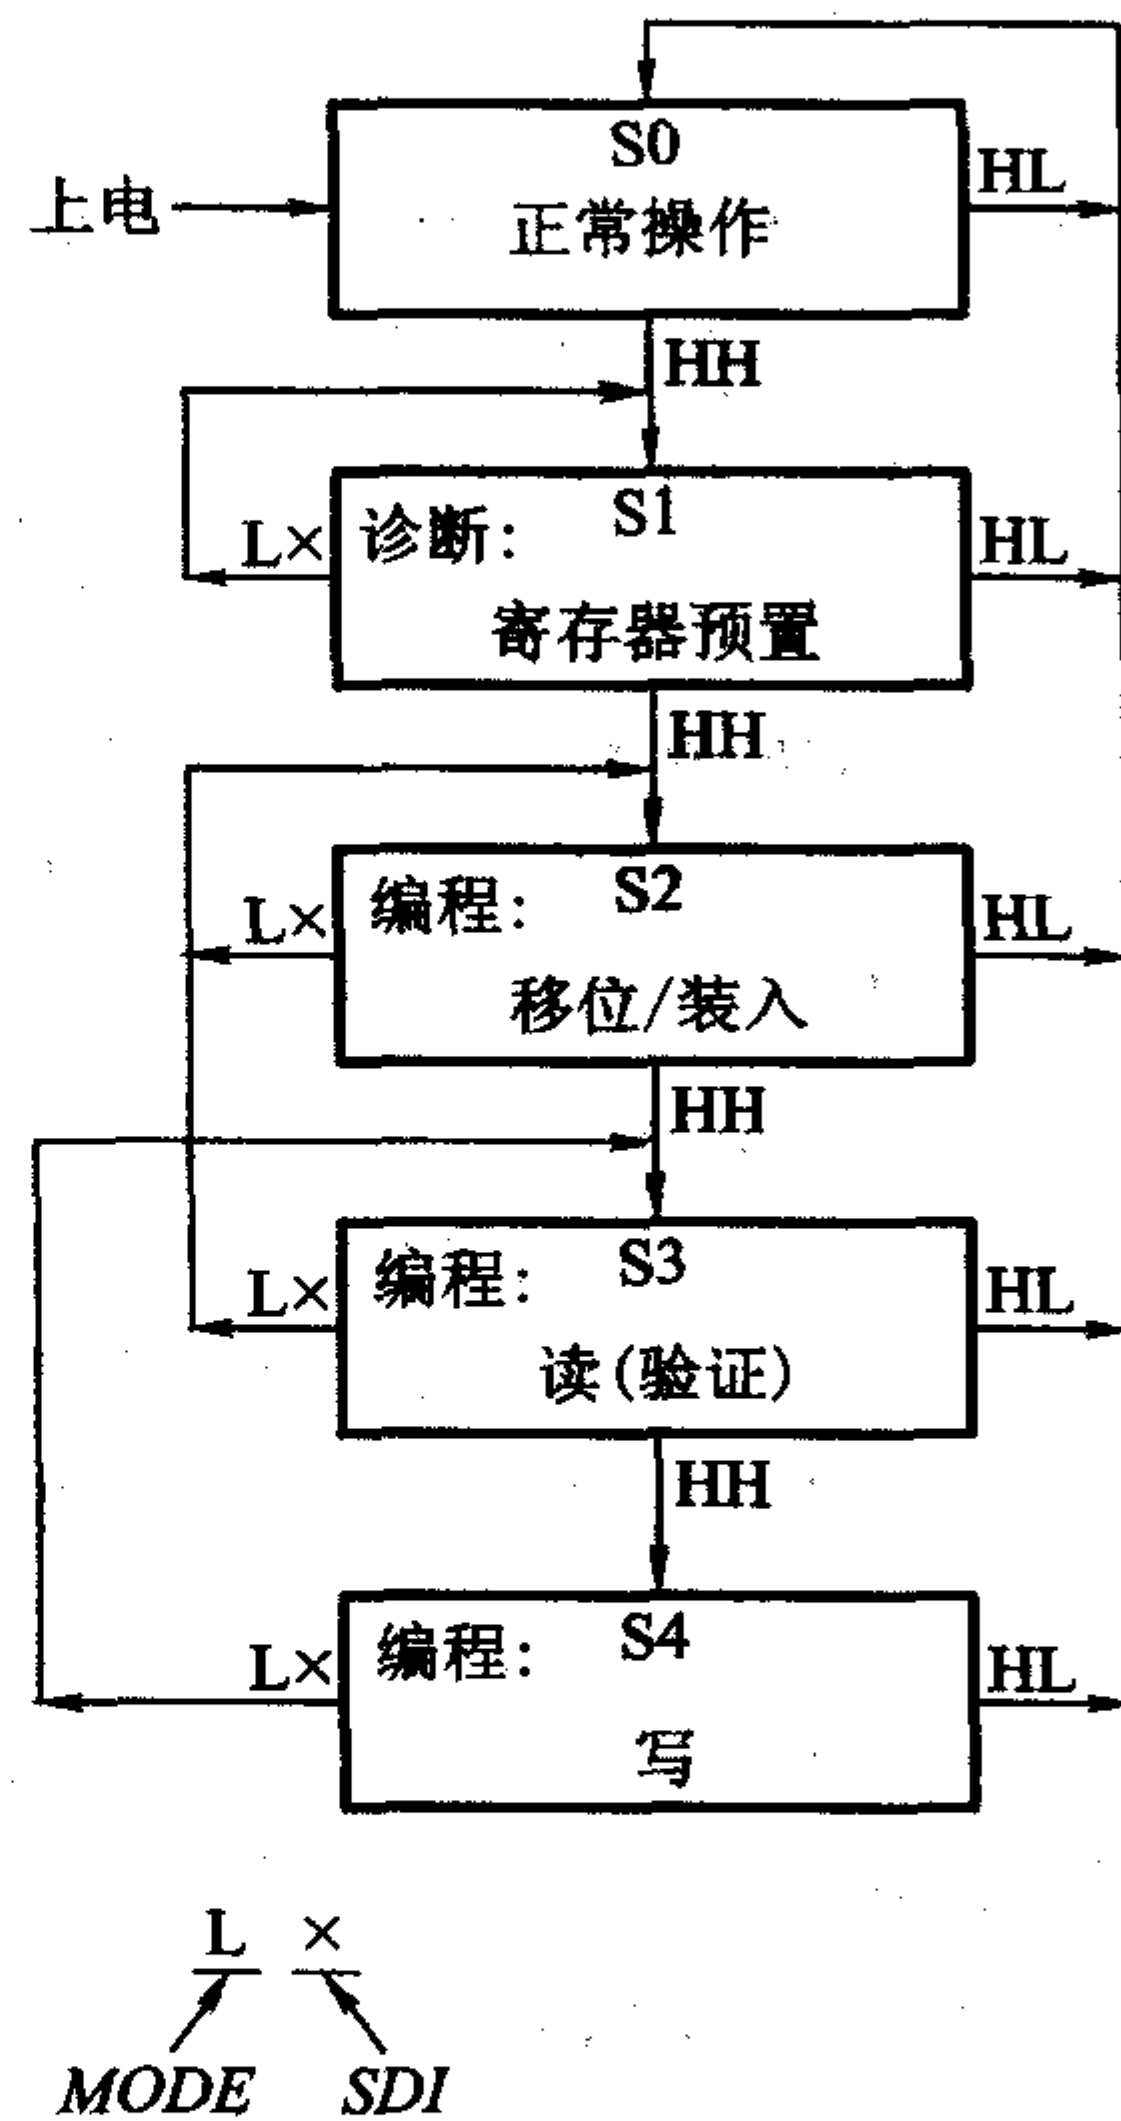 S0
HL
上电
正常操作
HH
S1
诊断:
L×
HL
寄存器预置
HH
S2
编程:
L×
HL
移位/装入
HH
S3
编程:
L×
HL
读(验证)
HH
S4
编程:
L×
HL
写
L ×
MODE SDI